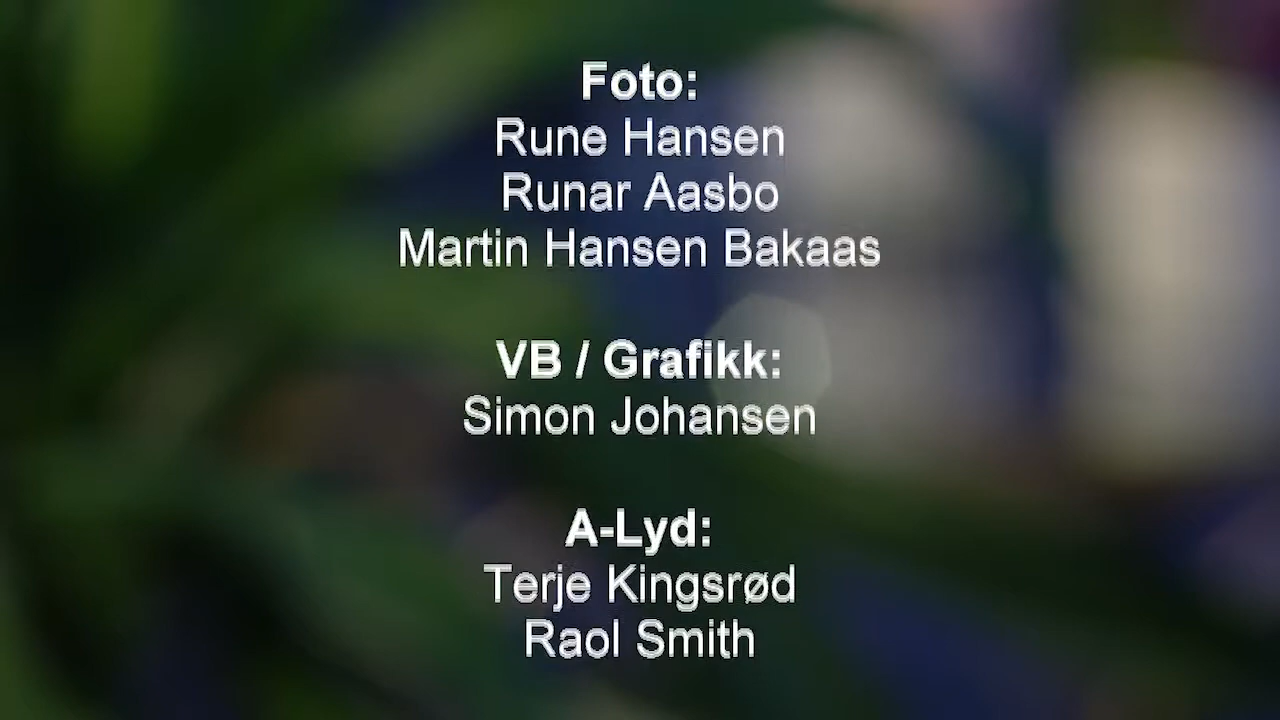 Foto:
Rune Hansen
Runar Aasbo
Martin Hansen Bakaas
VB / Grafikk:
Simon Johansen
A-Lyd:
Terje Kingsrød
Raol Smith